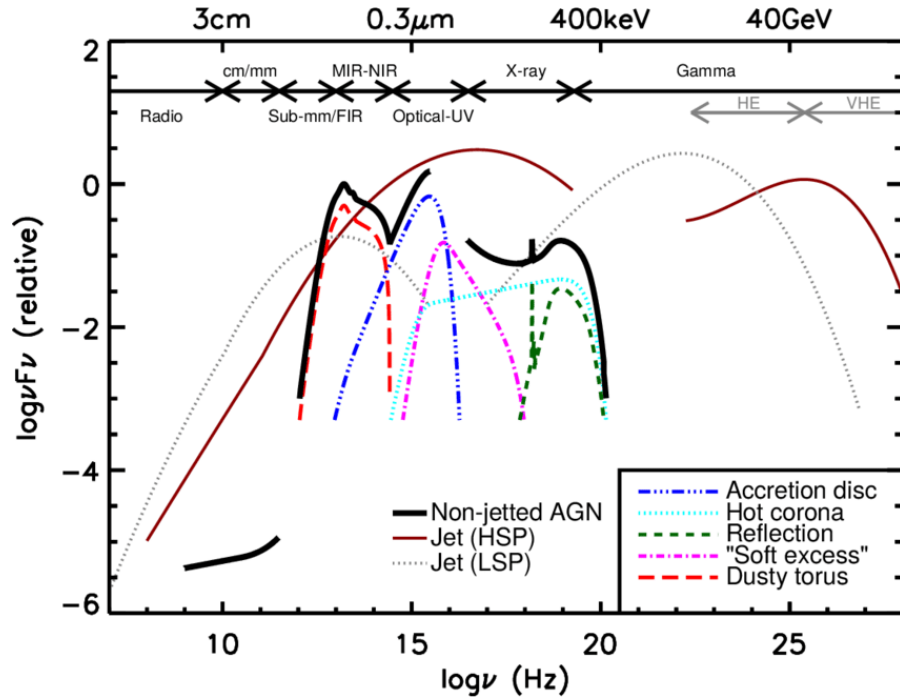 3cm 0.3μm 400keV 40GeV
2
cm/mm MIR-NIR X-ray Gamma
Radio Sub-mm/FIR Optical-UV HE VHE
0
-2
-4
-6
logνFν (relative)
Non-jetted AGN
Jet (HSP)
Jet (LSP)
Accretion disc
Hot corona
Reflection
"Soft excess"
Dusty torus
10 15 20 25
logν (Hz)